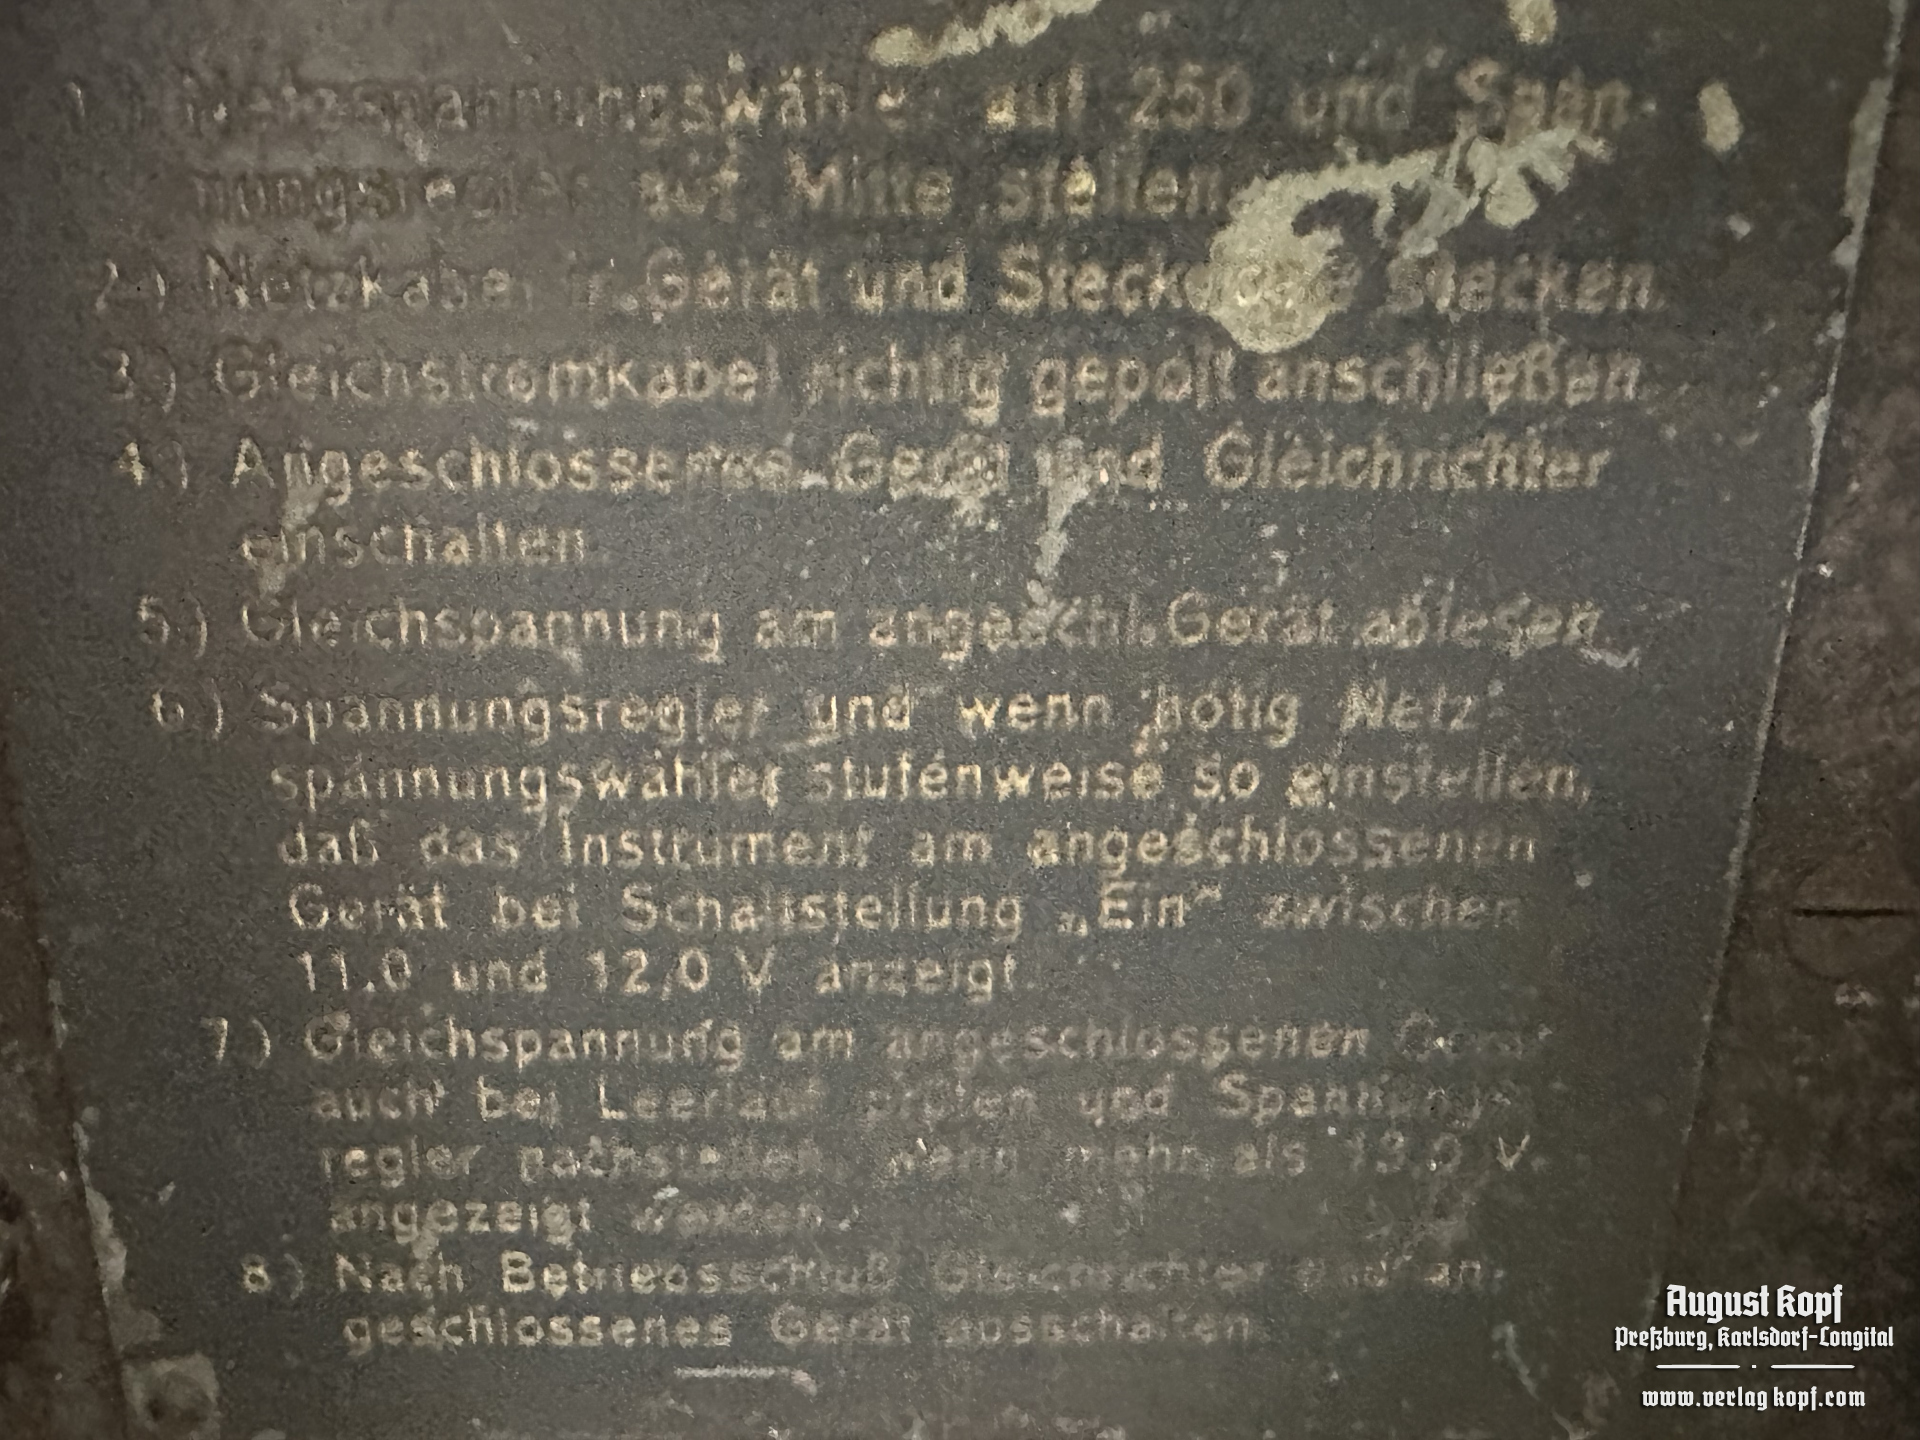 1.) Netzspannungswähler auf 250 und Span-
nungsregler auf Mitte stellen
2.) Netzkabel in Gerät und Steckdose stecken.
3.) Gleichstromkabel richtig gepolt anschließen.
4.) Angeschlossenes Gerät und Gleichrichter
einschalten.
5.) Gleichspannung am angeschl. Gerät ablesen.
6.) Spannungsregler und wenn nötig Netz-
spannungswähler stufenweise so einstellen,
daß das Instrument am angeschlossenen
Gerät bei Schaltstellung „Ein“ zwischen
11,0 und 12,0 V anzeigt.
7.) Gleichspannung am angeschlossenen Gerät
auch bei Leerlauf prüfen und Spannungs-
regler nachstellen, wenn mehr als 13,0 V.
angezeigt werden.
8.) Nach Betriebsschluß Gleichrichter und an-
geschlossenes Gerät ausschalten.
August Kopf
Preßburg, Karlsdorf-Longital
www.verlagkopf.com